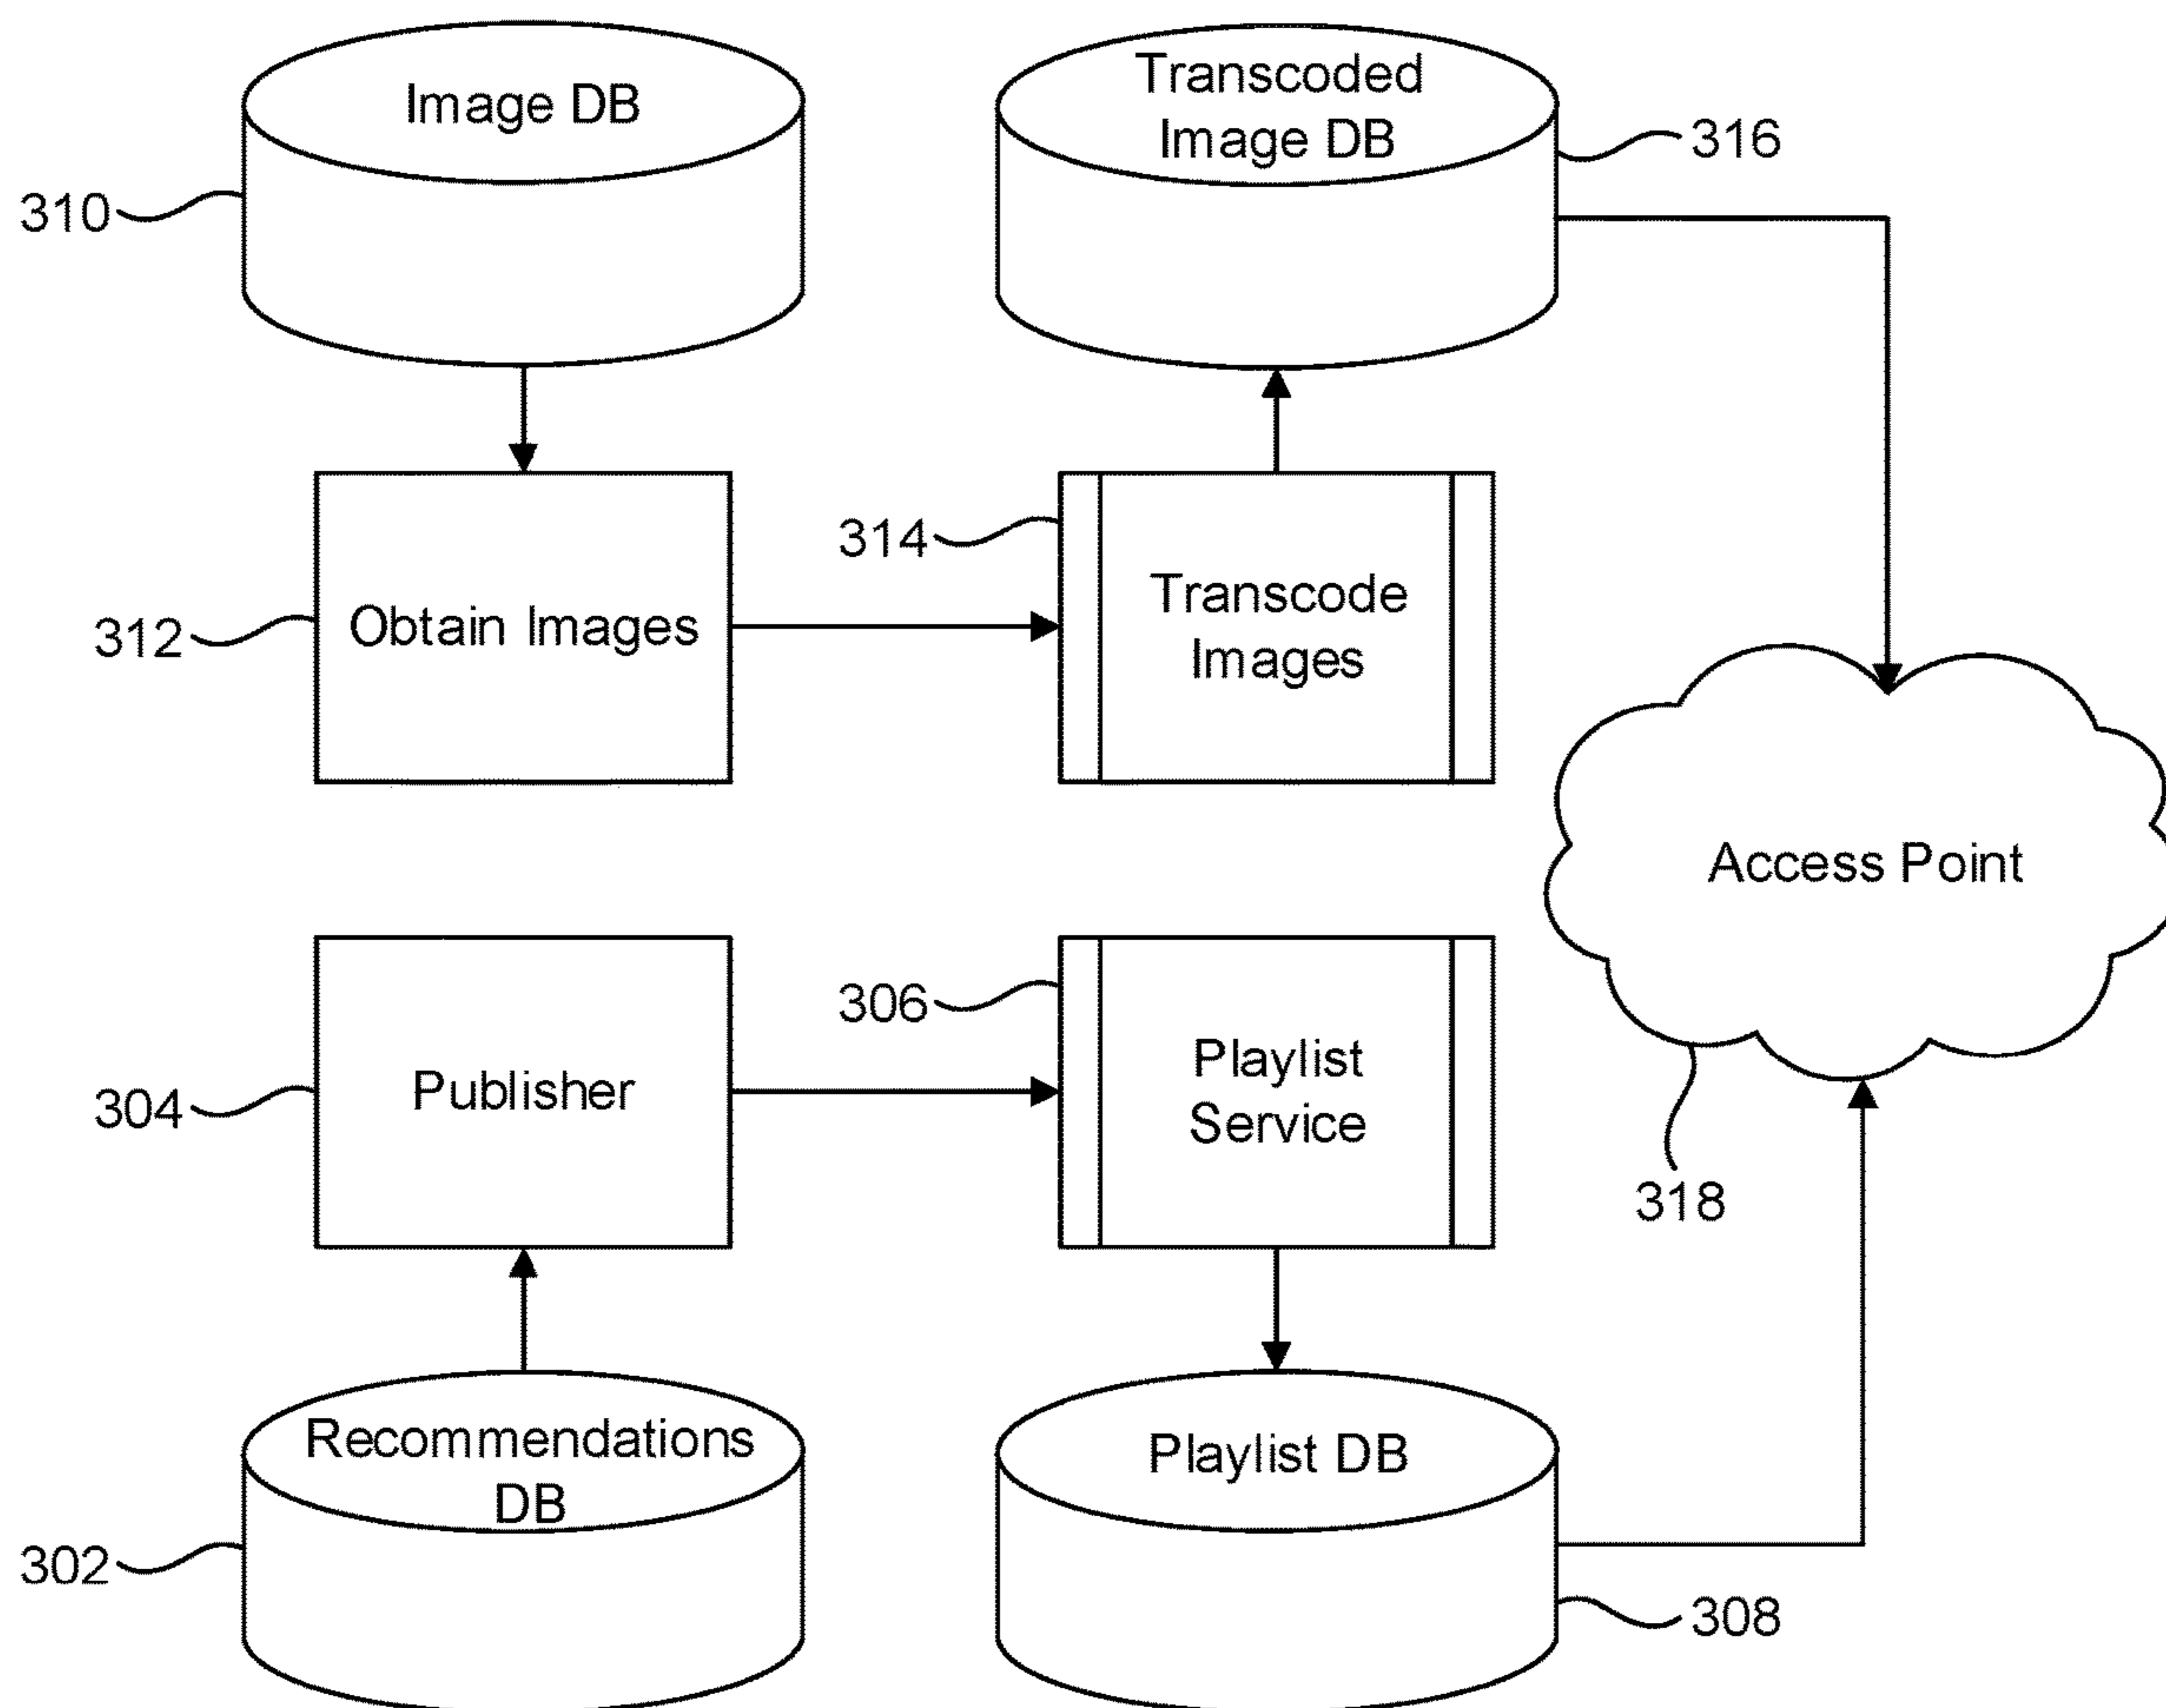 Image DB
310
Transcoded
Image DB
316
Obtain Images
312
314
Transcode
Images
Access Point
318
Publisher
304
306
Playlist
Service
Recommendations
DB
302
Playlist DB
308